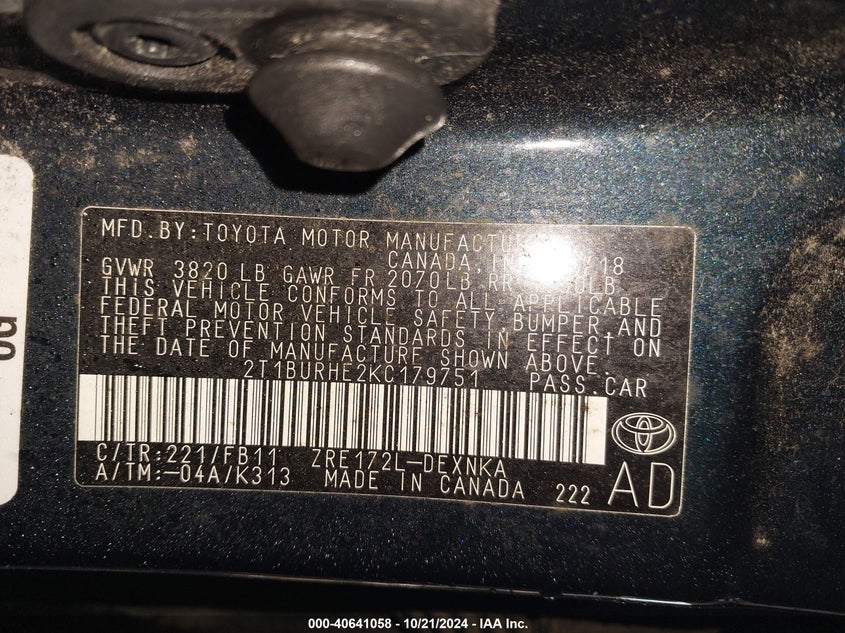 MFD.BY:TOYOTA MOTOR
CANADA, 18
GVWR 3820 LB GAWR FR 2070LB RR
THIS VEHICLE CONFORMS TO ALL APPLICABLE
FEDERAL MOTOR VEHICLE SAFETY,BUMPER,AND
THEFT PREVENTION STANDARDS IN EFFECT ON
THE DATE OF MANUFACTURE SHOWN ABOVE.
2T1BURHE2KC179751 PASS.CAR
C/TR:221/FB11 ZRE172L-DEXNKA
A/TM:-04A/K313 MADE IN CANADA 222 AD
000-40641058 - 10/21/2024 - IAA Inc.